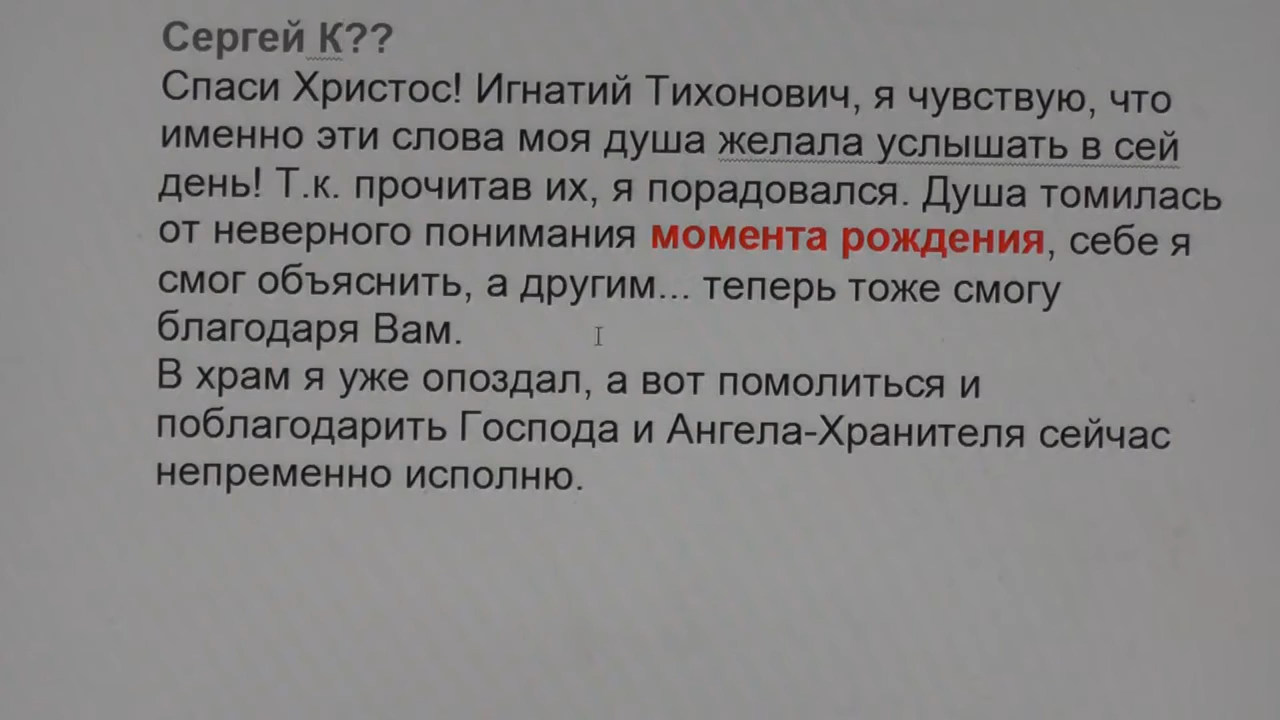 Сергей К??
Спаси Христос! Игнатий Тихонович, я чувствую, что
именно эти слова моя душа желала услышать в сей
день! Т.к. прочитав их, я порадовался. Душа томилась
от неверного понимания момента рождения, себе я
смог объяснить, а другим... теперь тоже смогу
благодаря Вам.
В храм я уже опоздал, а вот помолиться и
поблагодарить Господа и Ангела-Хранителя сейчас
непременно исполню.